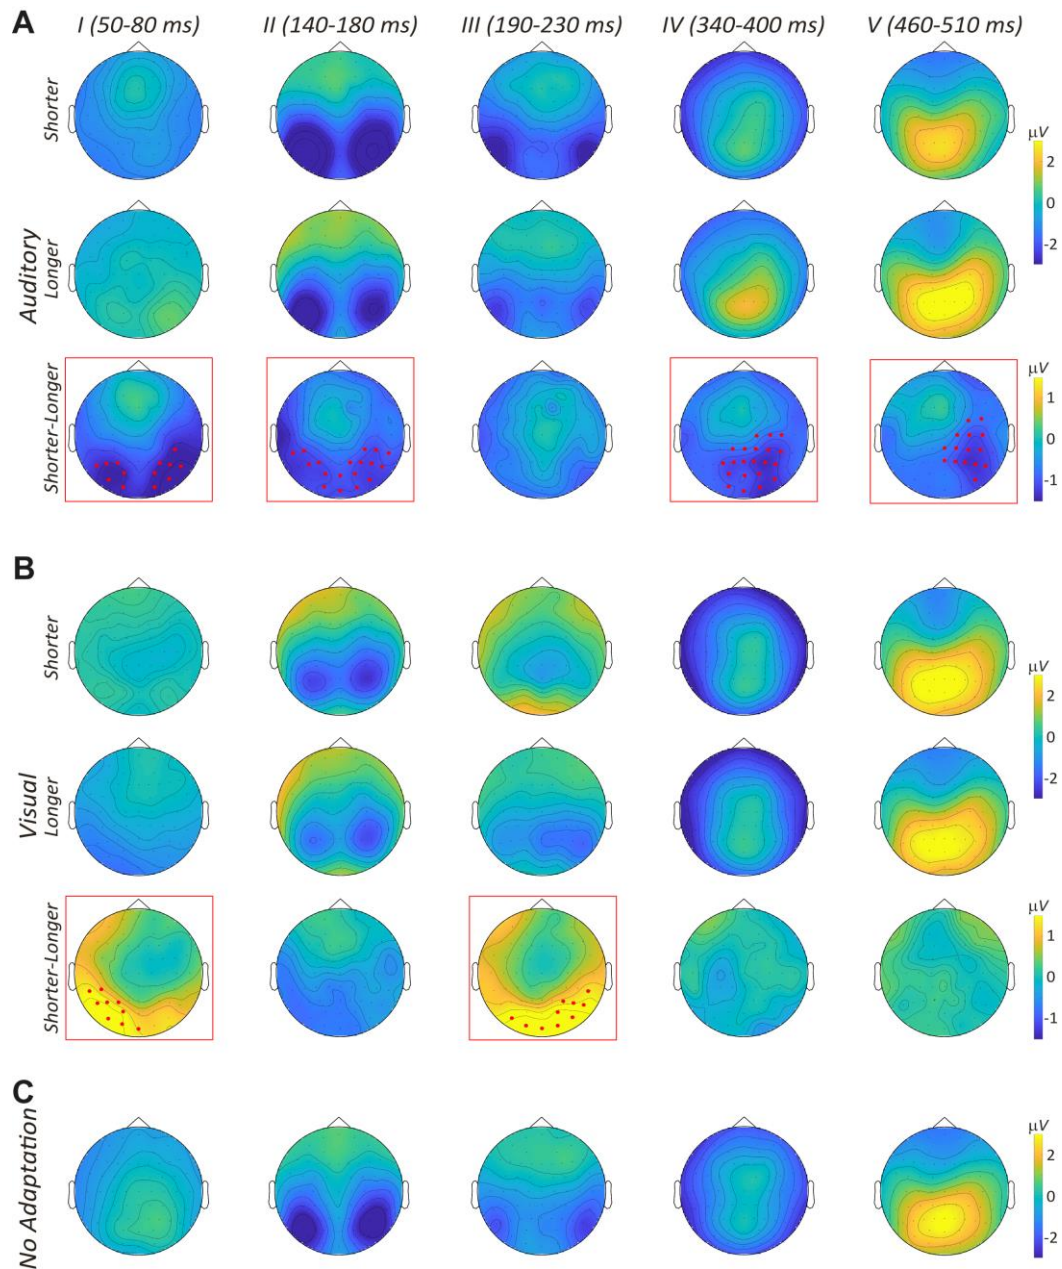 A
I (50-80 ms) II (140-180 ms) III (190-230 ms) IV (340-400 ms) V (460-510 ms)
Auditory
Shorter
μV
2
0
-2
Longer
Shorter-Longer
μV
1
0
-1
B
Visual
Shorter
μV
2
0
-2
Longer
Shorter-Longer
μV
1
0
-1
C
No Adaptation
μV
2
0
-2